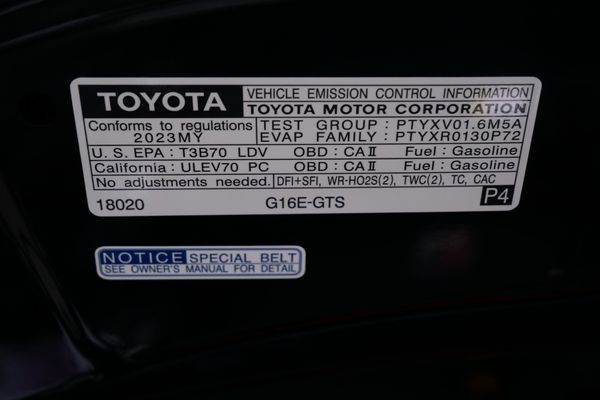 TOYOTA
VEHICLE EMISSION CONTROL INFORMATION
TOYOTA MOTOR CORPORATION
Conforms to regulations
2023MY
TEST GROUP : PTYXV01.6M5A
EVAP FAMILY : PTYXR0130P72
U. S. EPA : T3B70 LDV OBD : CAⅡ Fuel : Gasoline
California : ULEV70 PC OBD : CAⅡ Fuel : Gasoline
No adjustments needed. DFI+SFI, WR-HO2S(2), TWC(2), TC, CAC
18020 G16E-GTS P4
NOTICE SPECIAL BELT
SEE OWNER'S MANUAL FOR DETAIL